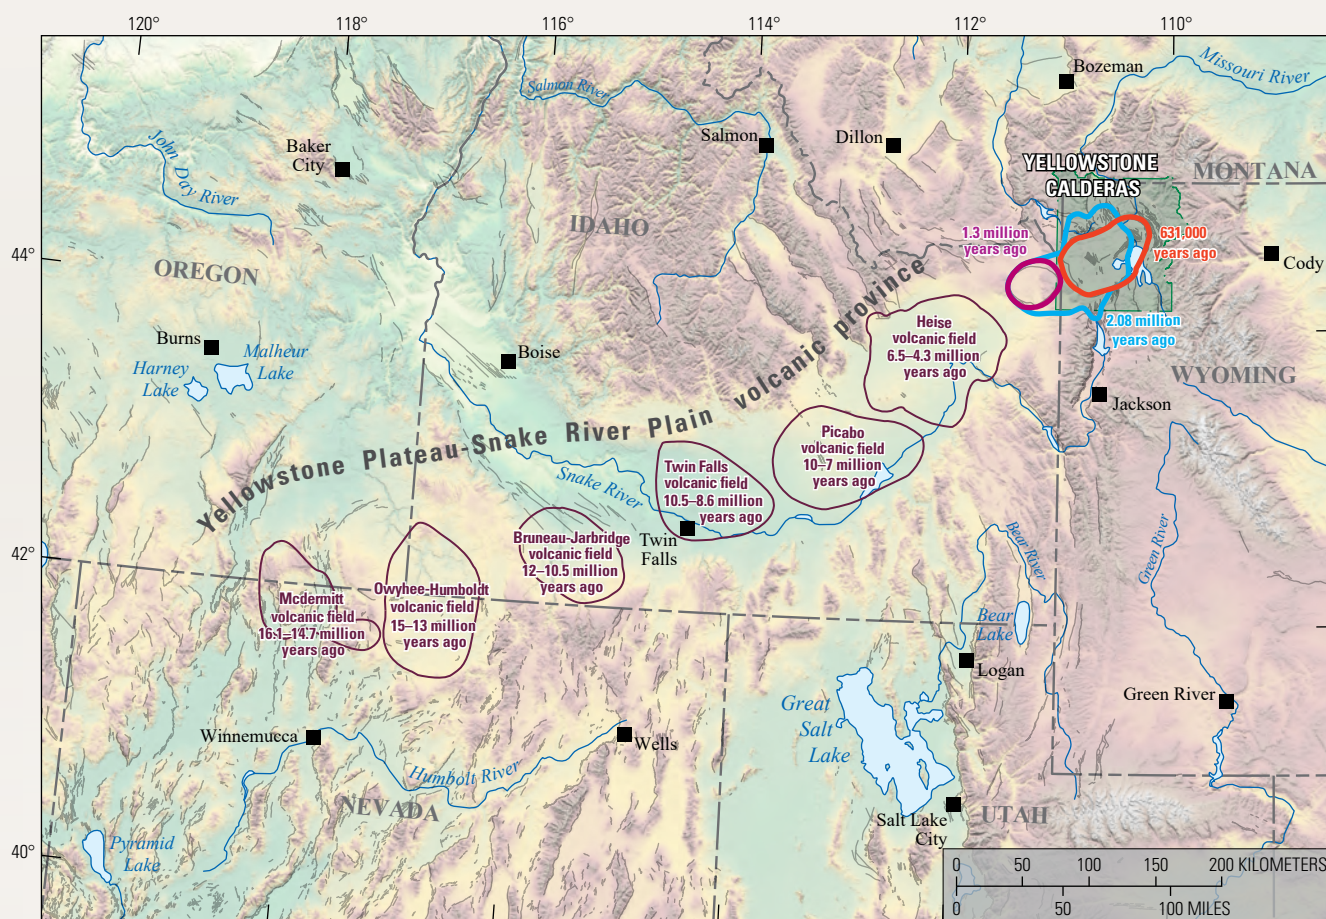 120°
118°
116°
114°
112°
110°
Missouri River
Bozeman
Salmon River
Salmon
Dillon
Baker
City
John
Day River
YELLOWSTONE
CALDERAS
MONTANA
IDAHO
1.3 million
years ago
631,000
years ago
44°
OREGON
Cody
2.08 million
years ago
Heise
volcanic field
6.5–4.3 million
years ago
Burns
Malheur
Lake
Harney
Lake
Boise
WYOMING
Jackson
Yellowstone Plateau-Snake River Plain volcanic province
Picabo
volcanic field
10–7 million
years ago
Twin Falls
volcanic field
10.5–8.6 million
years ago
Snake River
Twin
Falls
Bruneau-Jarbridge
volcanic field
12–10.5 million
years ago
42°
Bear River
Green River
Owyhee-Humboldt
volcanic field
15–13 million
years ago
Mcdermitt
volcanic field
16.1–14.7 million
years ago
Bear
Lake
Logan
Green River
Great
Salt
Lake
Winnemucca
Wells
Humbolt River
NEVADA
Salt Lake
City
UTAH
Pyramid
Lake
40°
0 50 100 150 200 KILOMETERS
0 50 100 MILES